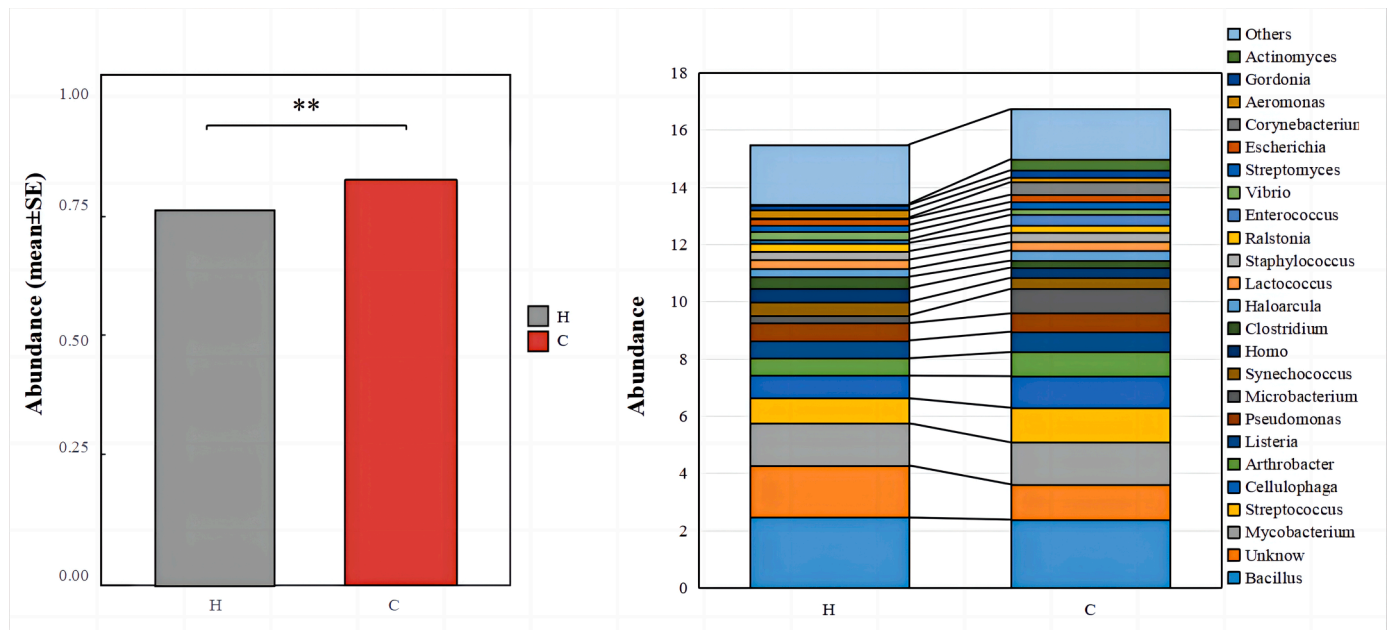 Abundance (mean±SE)
1.00
0.75
0.50
0.25
0.00
**
H
C
H
C
Abundance
18
16
14
12
10
8
6
4
2
0
H
C
Others
Actinomyces
Gordonia
Aeromonas
Corynebacteriun
Escherichia
Streptomyces
Vibrio
Enterococcus
Ralstonia
Staphylococcus
Lactococcus
Haloarcula
Clostridium
Homo
Synechococcus
Microbacterium
Pseudomonas
Listeria
Arthrobacter
Cellulophaga
Streptococcus
Mycobacterium
Unknow
Bacillus